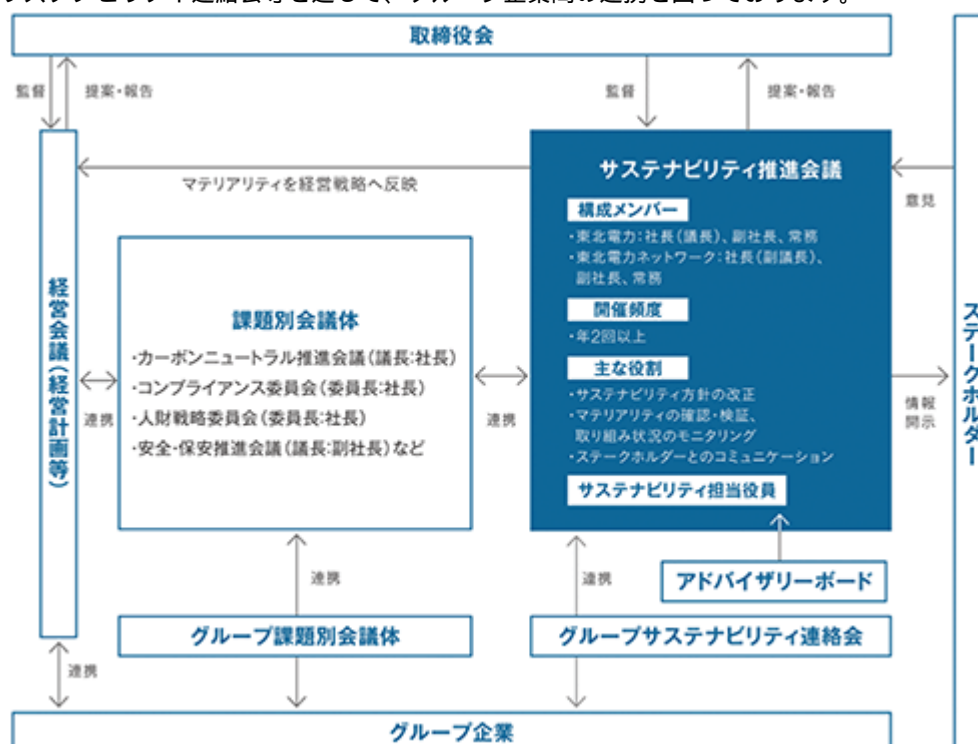 取締役会
監督
提案・報告
監督
提案・報告
マテリアリティを経営戦略へ反映
経営会議(経営計画等)
連携
課題別会議体
・カーボンニュートラル推進会議(議長:社長)
・コンプライアンス委員会(委員長:社長)
・人財戦略委員会(委員長:社長)
・安全・保安推進会議(議長:副社長)など
連携
サステナビリティ推進会議
構成メンバー
・東北電力:社長(議長)、副社長、常務
・東北電力ネットワーク:社長(副議長)、
副社長、常務
開催頻度
・年2回以上
主な役割
・サステナビリティ方針の改正
・マテリアリティの確認・検証、
取り組み状況のモニタリング
・ステークホルダーとのコミュニケーション
サステナビリティ担当役員
意見
情報
開示
ステークホルダー
連携
連携
アドバイザリーボード
グループ課題別会議体
グループサステナビリティ連絡会
連携
グループ企業